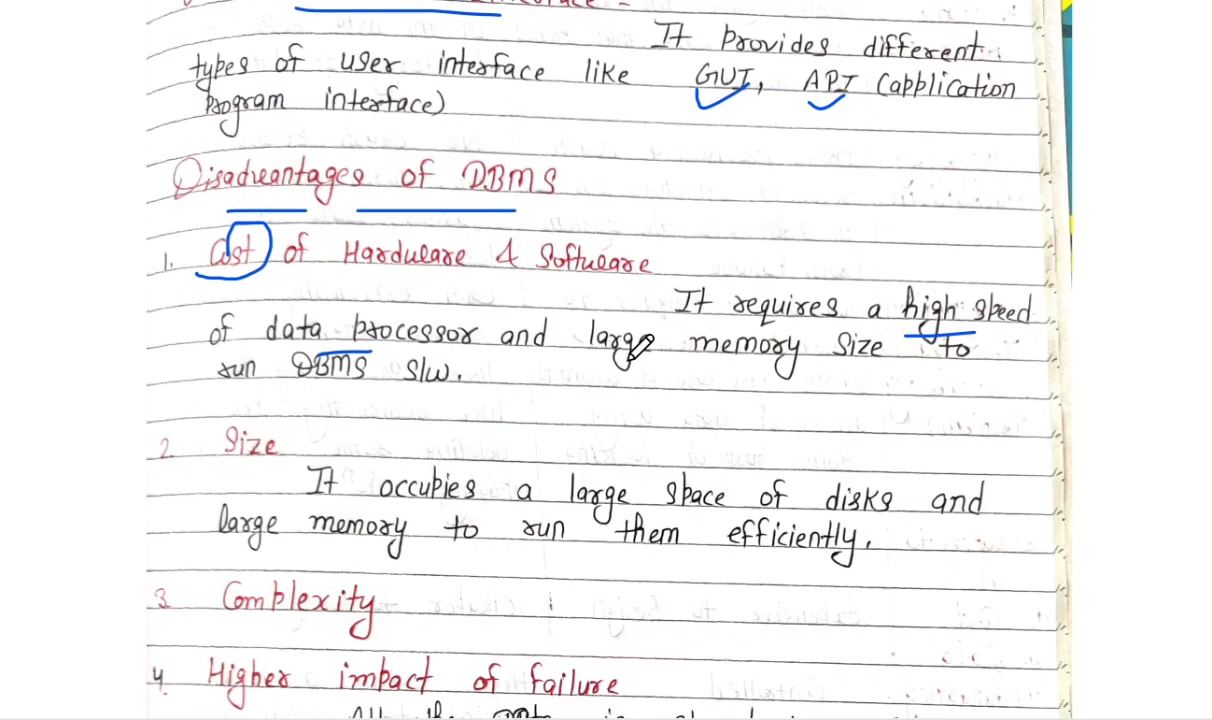 It provides different
types of user interface like GUI, API (application
program interface)
Disadvantages of DBMS
1. Cost of Hardware & Software
It requires a high speed
of data processor and large memory size to
run DBMS S/w.
2. Size
It occupies a large space of disks and
large memory to run them efficiently.
3 Complexity
4. Higher impact of failure
All the